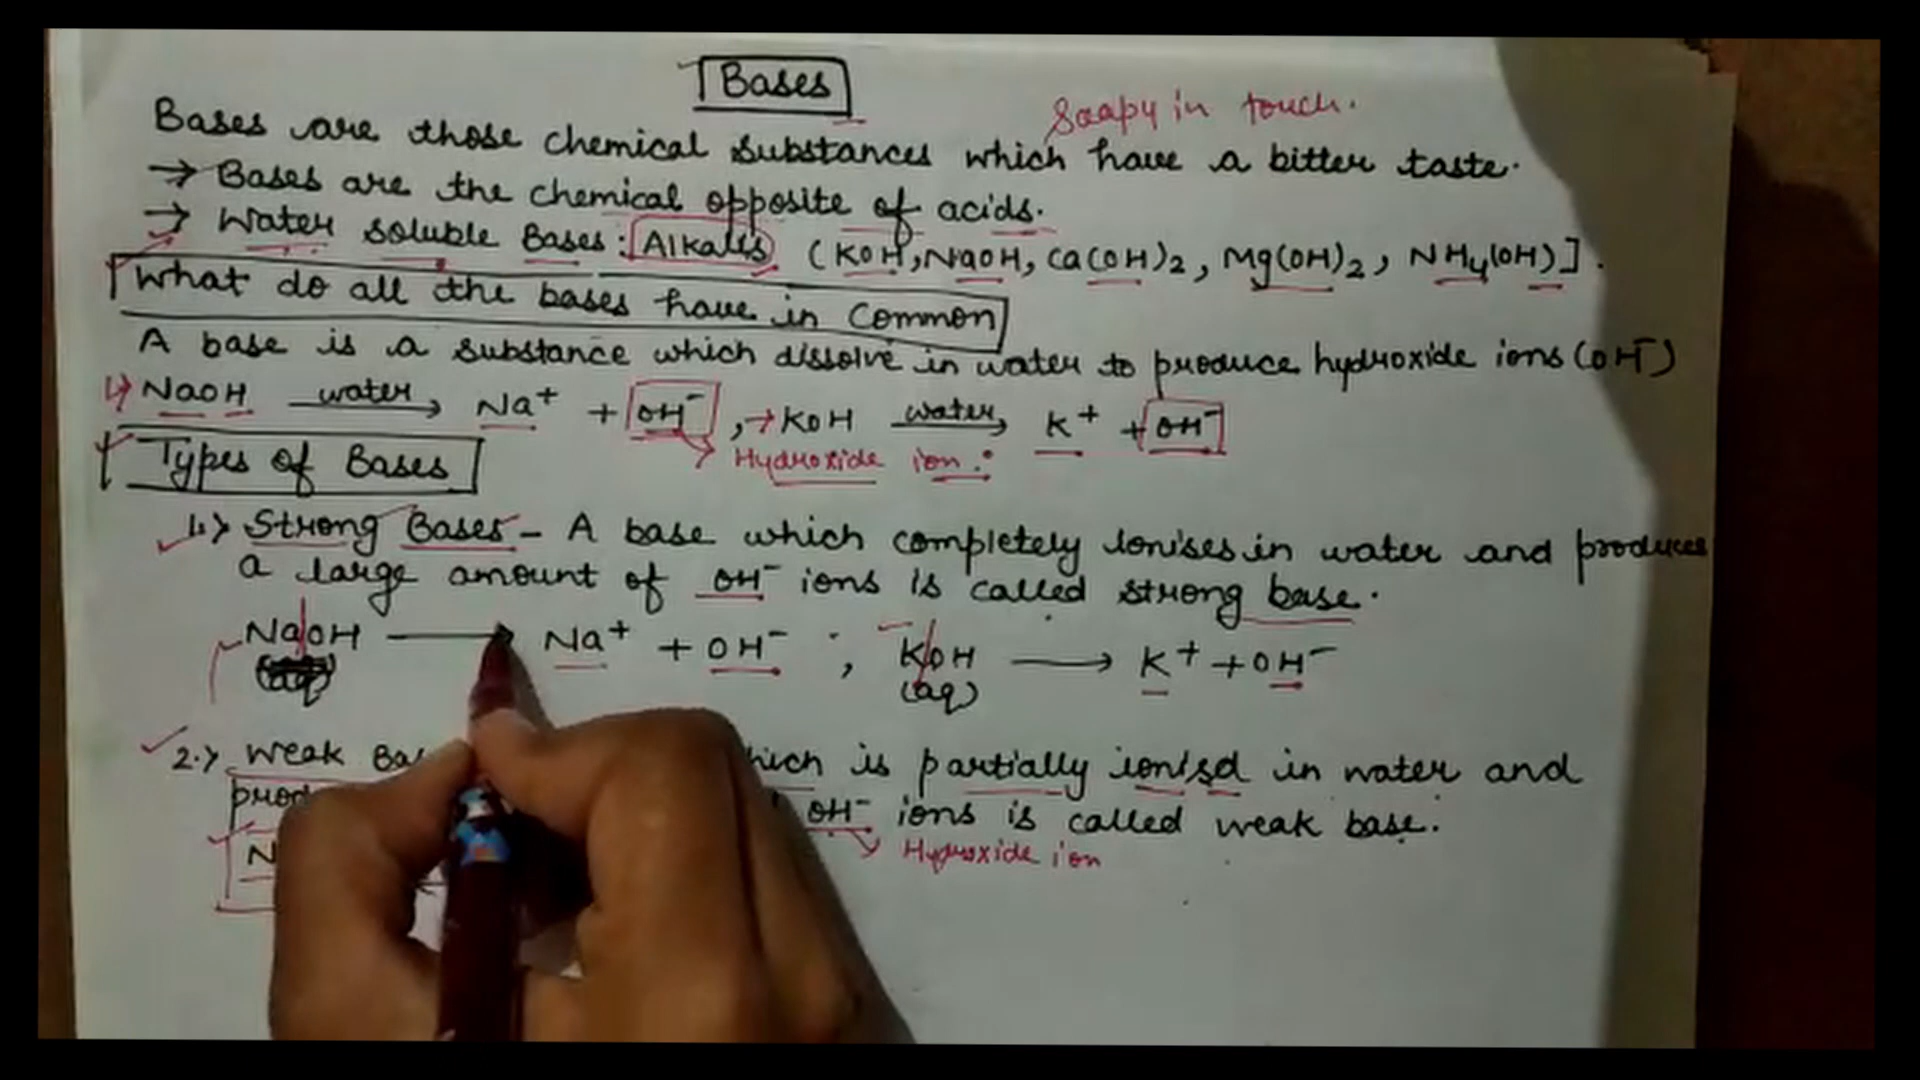 Bases
Soapy in touch.
Bases are those chemical substances which have a bitter taste.
→ Bases are the chemical opposite of acids.
→ Water soluble Bases: Alkalis (KOH, NaOH, Ca(OH)2, Mg(OH)2, NH4(OH)].
What do all the bases have in Common
A base is a substance which dissolve in water to produce hydroxide ions (OH⁻)
↳ NaOH water→ Na⁺ + OH⁻, → KOH water→ K⁺ + OH⁻
Hydroxide ion.
Types of Bases
1.) Strong Bases - A base which completely ionises in water and produces
a large amount of OH⁻ ions is called strong base.
NaOH → Na⁺ + OH⁻ ; KOH → K⁺ + OH⁻
(aq) (aq)
2.) Weak is partially ionisd in water and
OH⁻ ions is called weak base.
Hydroxide ion